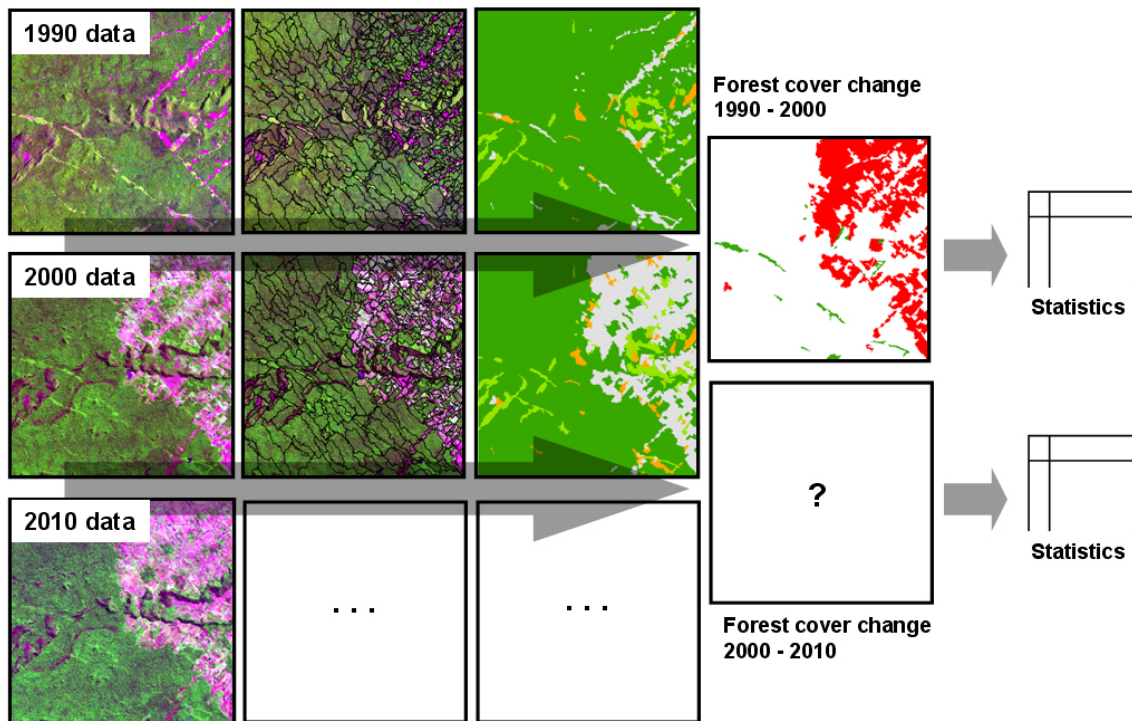 1990 data
Forest cover change
1990 - 2000
Statistics
2000 data
?
Statistics
2010 data
. . .
. . .
Forest cover change
2000 - 2010